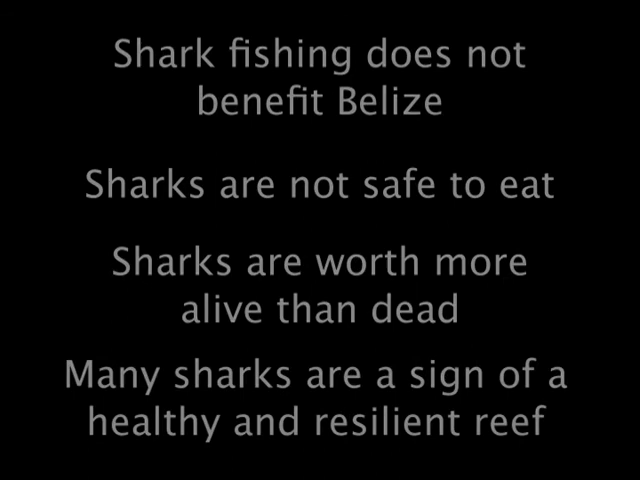 Shark fishing does not
benefit Belize
Sharks are not safe to eat
Sharks are worth more
alive than dead
Many sharks are a sign of a
healthy and resilient reef